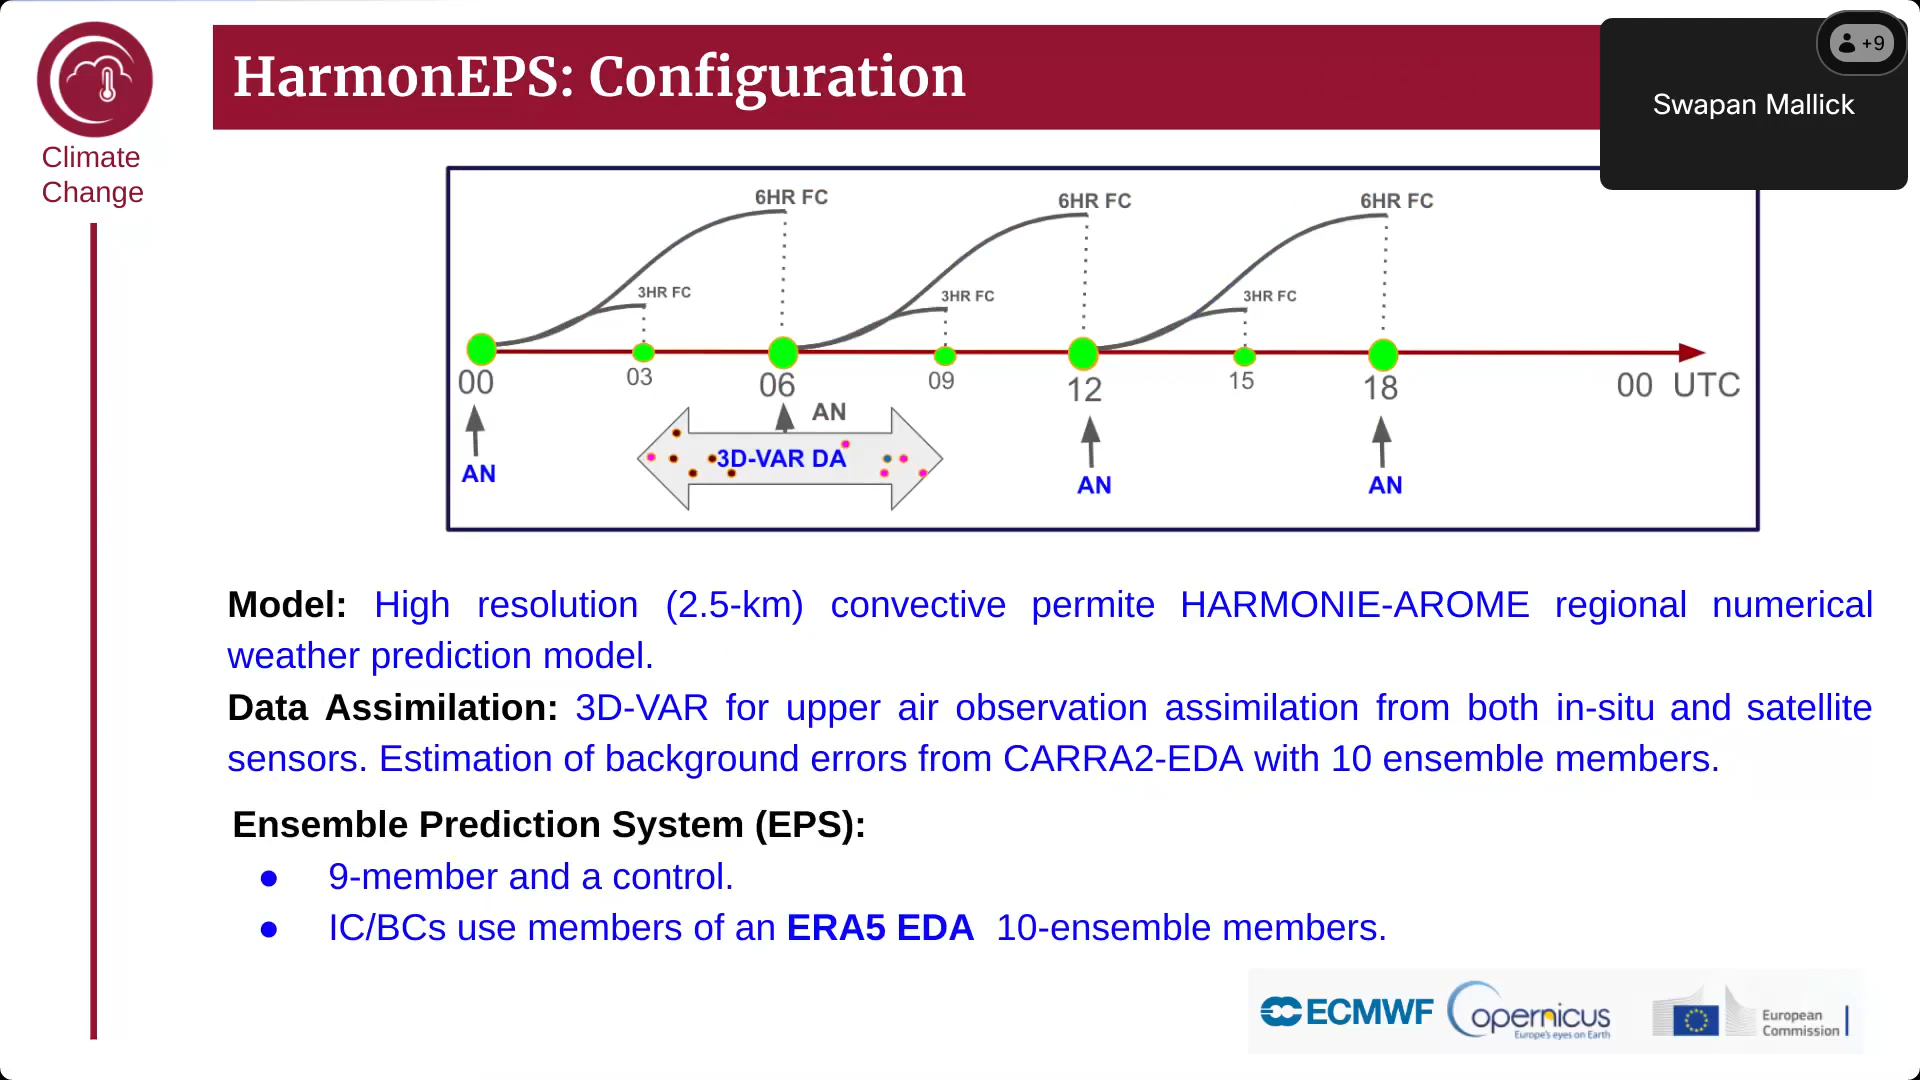 HarmonEPS: Configuration
+9
Swapan Mallick
Climate
Change
6HR FC
6HR FC
6HR FC
3HR FC
3HR FC
3HR FC
00
03
06
09
12
15
18
00 UTC
AN
3D-VAR DA
AN
AN
AN
Model: High resolution (2.5-km) convective permite HARMONIE-AROME regional numerical
weather prediction model.
Data Assimilation: 3D-VAR for upper air observation assimilation from both in-situ and satellite
sensors. Estimation of background errors from CARRA2-EDA with 10 ensemble members.
Ensemble Prediction System (EPS):
● 9-member and a control.
● IC/BCs use members of an ERA5 EDA 10-ensemble members.
ECMWF
opernicus
Europe's eyes on Earth
European
Commission